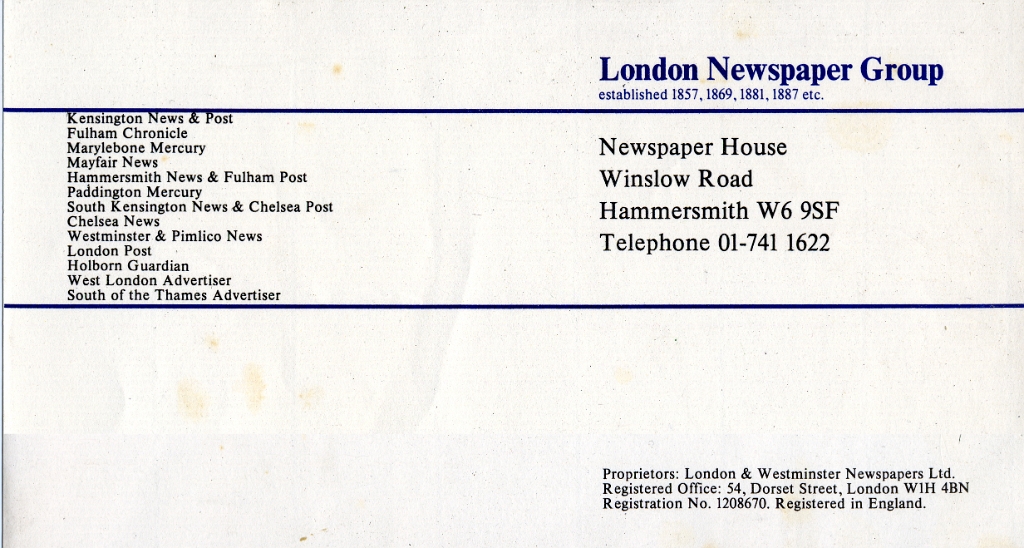 London Newspaper Group
established 1857, 1869, 1881, 1887 etc.
Kensington News & Post
Fulham Chronicle
Marylebone Mercury
Mayfair News
Hammersmith News & Fulham Post
Paddington Mercury
South Kensington News & Chelsea Post
Chelsea News
Westminster & Pimlico News
London Post
Holborn Guardian
West London Advertiser
South of the Thames Advertiser
Newspaper House
Winslow Road
Hammersmith W6 9SF
Telephone 01-741 1622
Proprietors: London & Westminster Newspapers Ltd.
Registered Office: 54, Dorset Street, London W1H 4BN
Registration No. 1208670. Registered in England.